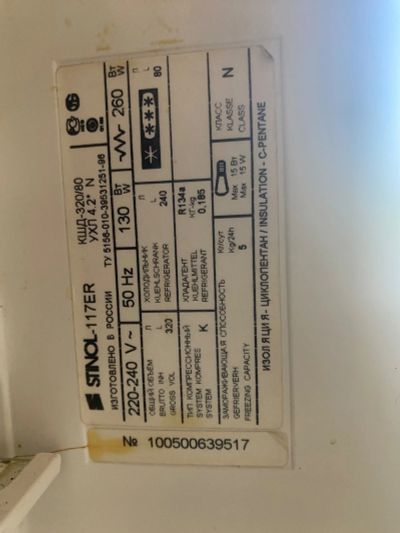 STINOL-117ER
КШД-320/80
УХЛ 4.2* N
ИЗГОТОВЛЕНО В РОССИИ
ТУ 5156-010-39531251-96
220-240 V ~
50 Hz
130 Вт W
260 Вт W
ОБЩИЙ ОБЪЕМ л
BRUTTO INH L
GROSS VOL 320
ХОЛОДИЛЬНИК л
KUEHLSCHRANK L
REFRIGERATOR 240
л
L
80
ТИП КОМПРЕССИОННЫЙ
SYSTEM KOMPRES K
SYSTEM
ХЛАДАГЕНТ R134a
KUEHLMITTEL КГ-kg
REFRIGERANT 0,185
ЗАМОРАЖИВАЮЩАЯ СПОСОБНОСТЬ Кг/сут
GEFRIERVERH Kg/24h
FREEZING CAPACITY 5
Max 15 Вт
Max 15 W
КЛАСС
KLASSE
CLASS
N
ИЗОЛЯЦИЯ - ЦИКЛОПЕНТАН / INSULATION - C-PENTANE
№ 100500639517